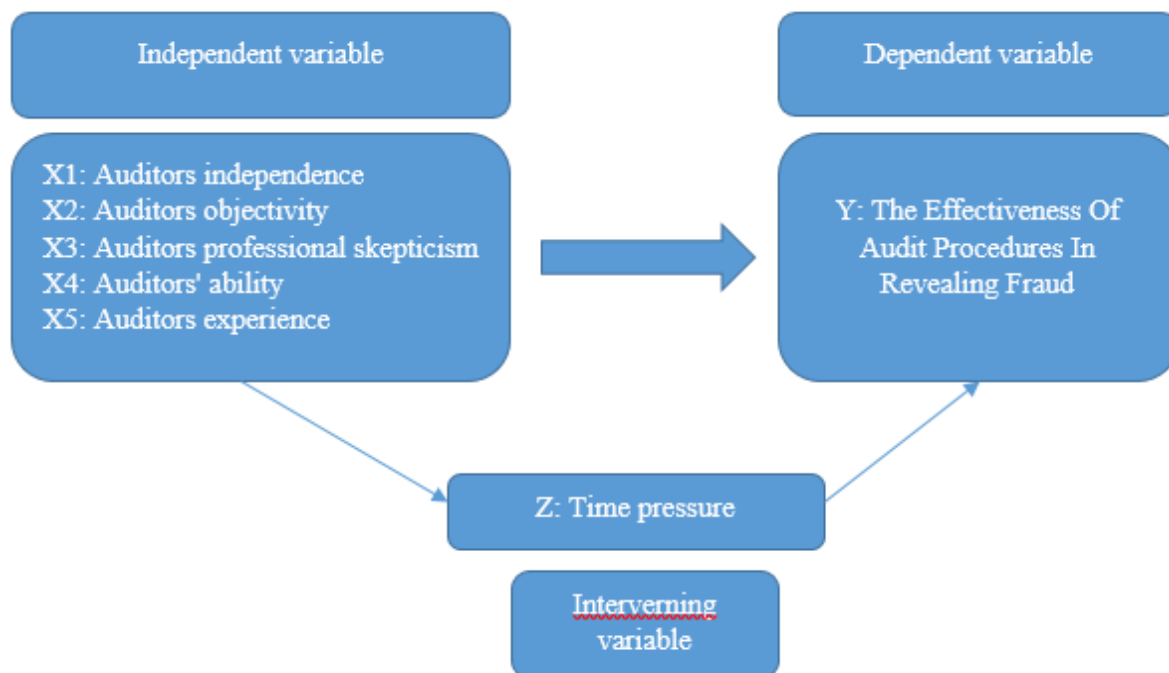 Independent variable
Dependent variable
X1: Auditors independence
X2: Auditors objectivity
X3: Auditors professional skepticism
X4: Auditors' ability
X5: Auditors experience
Y: The Effectiveness Of
Audit Procedures In
Revealing Fraud
Z: Time pressure
Interverning
variable